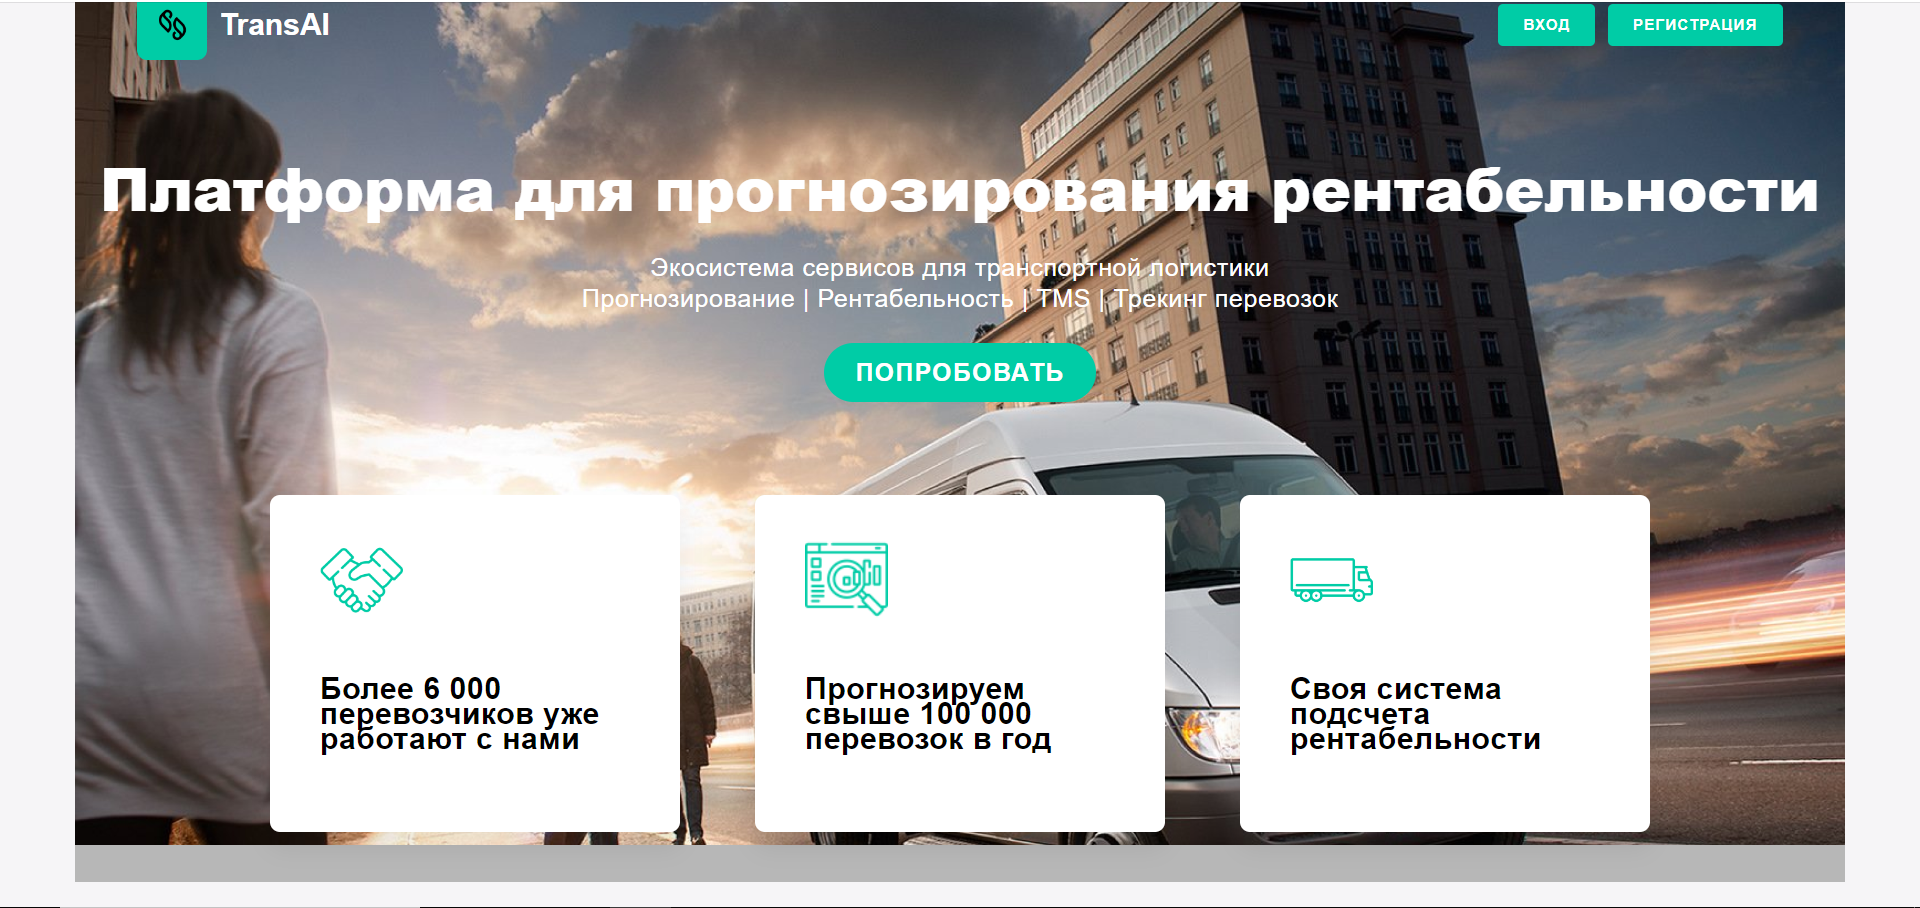 TransAI
ВХОД
РЕГИСТРАЦИЯ
Платформа для прогнозирования рентабельности
Экосистема сервисов для транспортной логистики
Прогнозирование | Рентабельность | TMS | Трекинг перевозок
ПОПРОБОВАТЬ
Более 6 000
перевозчиков уже
работают с нами
Прогнозируем
свыше 100 000
перевозок в год
Своя система
подсчета
рентабельности